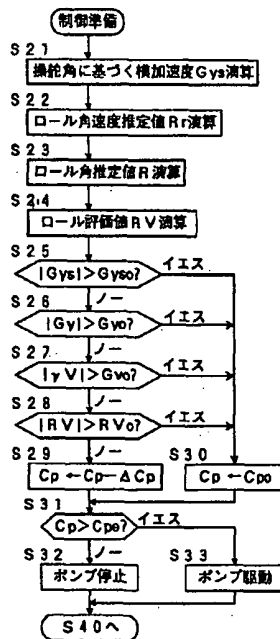 制御準備
S21
操舵角に基づく横加速度Gys演算
S22
ロール角速度推定値Rr演算
S23
ロール角推定値R演算
S24
ロール評価値RV演算
S25
|Gys|>Gyso?
イエス
ノー
S26
|Gy|>Gyo?
イエス
ノー
S27
|γV|>Gvo?
イエス
ノー
S28
|RV|>RVo?
イエス
ノー
S29
Cp←Cp-ΔCp
S30
Cp←Cpo
S31
Cp>Cpe?
イエス
ノー
S32
ポンプ停止
S33
ポンプ駆動
S40へ